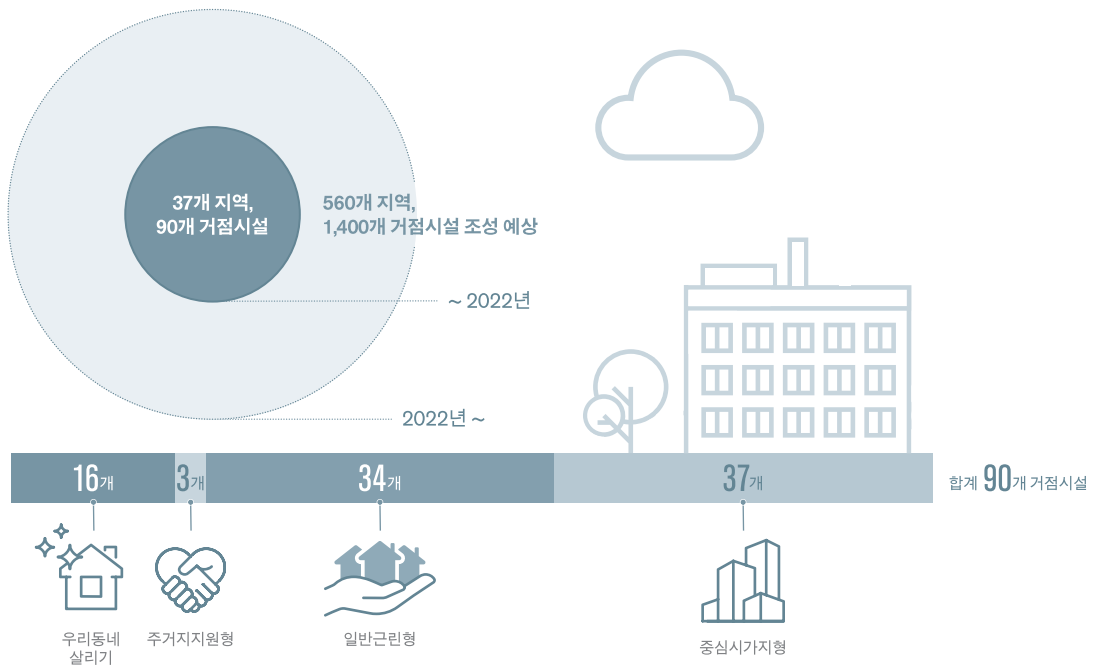 37개 지역,
90개 거점시설
560개 지역,
1,400개 거점시설 조성 예상
~ 2022년
2022년 ~
16개
3개
34개
37개
합계 90개 거점시설
우리동네
살리기
주거지지원형
일반근린형
중심시가지형